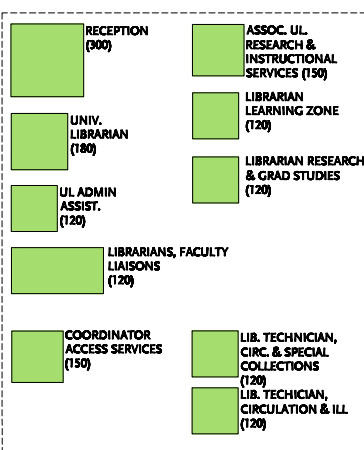 RECEPTION
(300)
UNIV.
LIBRARIAN
(180)
UL ADMIN
ASSIST.
(120)
LIBRARIANS, FACULTY
LIAISONS
(120)
COORDINATOR
ACCESS SERVICES
(150)
ASSOC. UL.
RESEARCH &
INSTRUCTIONAL
SERVICES (150)
LIBRARIAN
LEARNING ZONE
(120)
LIBRARIAN RESEARCH
& GRAD STUDIES
(120)
LIB. TECHNICIAN,
CIRC. & SPECIAL
COLLECTIONS
(120)
LIB. TECHICIAN,
CIRCULATION & ILL
(120)